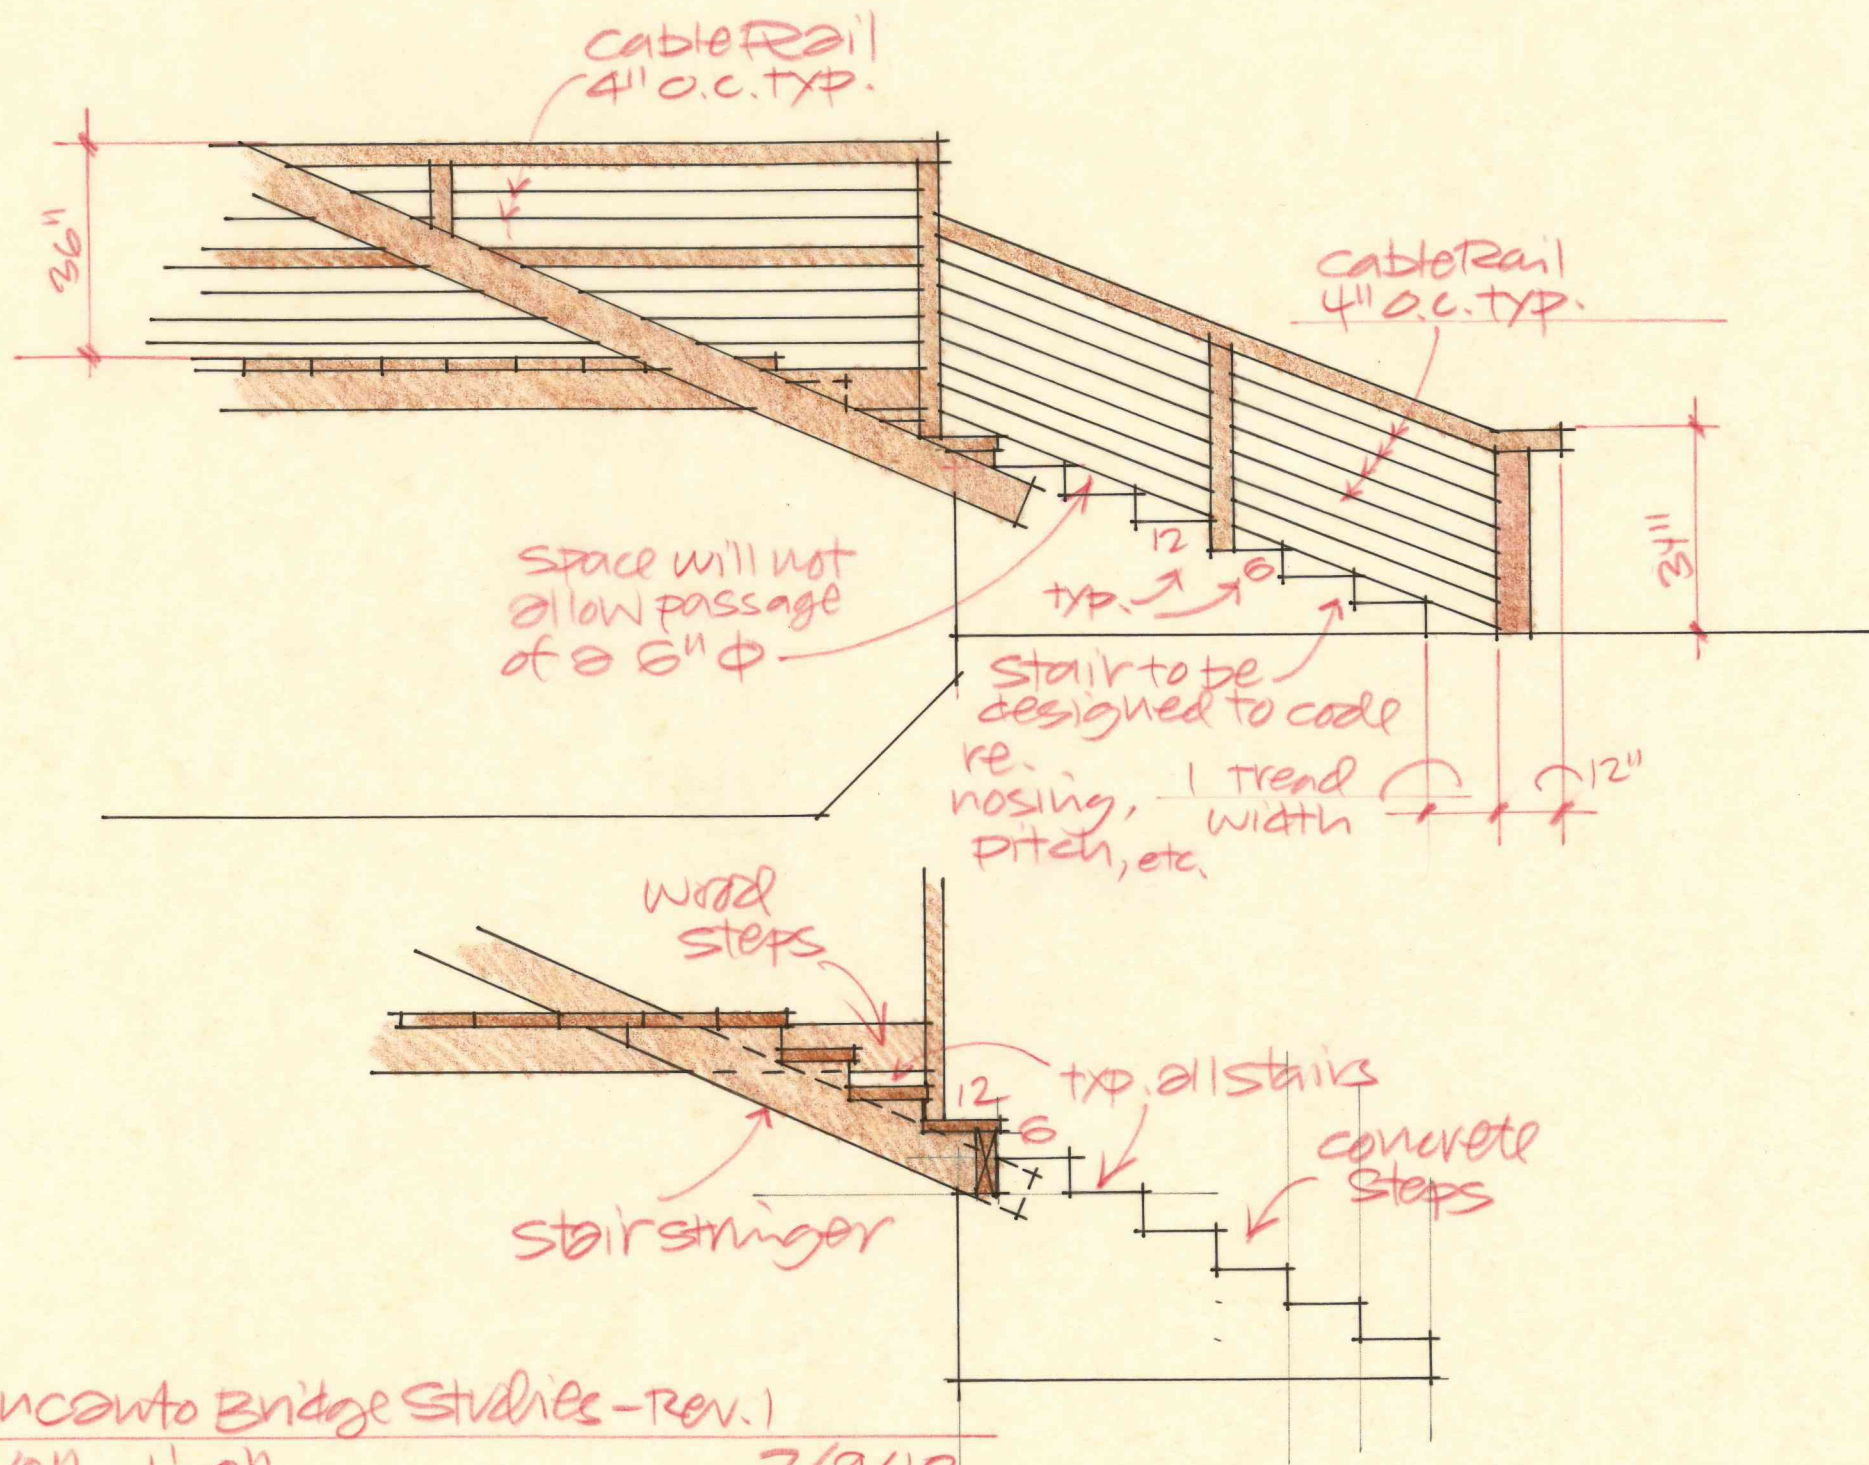 cableRail
4" o.c. typ.
36"
cableRail
4" o.c. typ.
34"
space will not
allow passage
of a 6" Φ
12
6
typ.
stair to be
designed to code
re.
nosing,
pitch, etc.
1 tread
width
12"
wood
steps
12
6
typ. all stairs
concrete
steps
stair stringer
ncanto Bridge Studies - Rev. 1